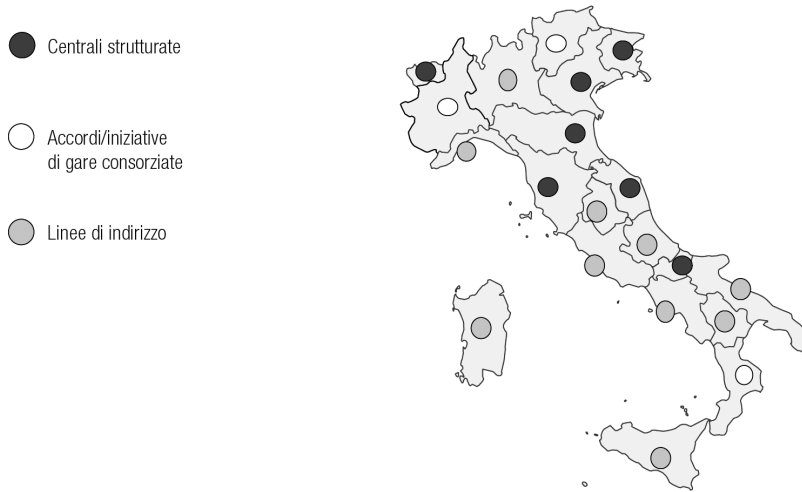 Centrali strutturate
Accordi/iniziative
di gare consorziate
Linee di indirizzo